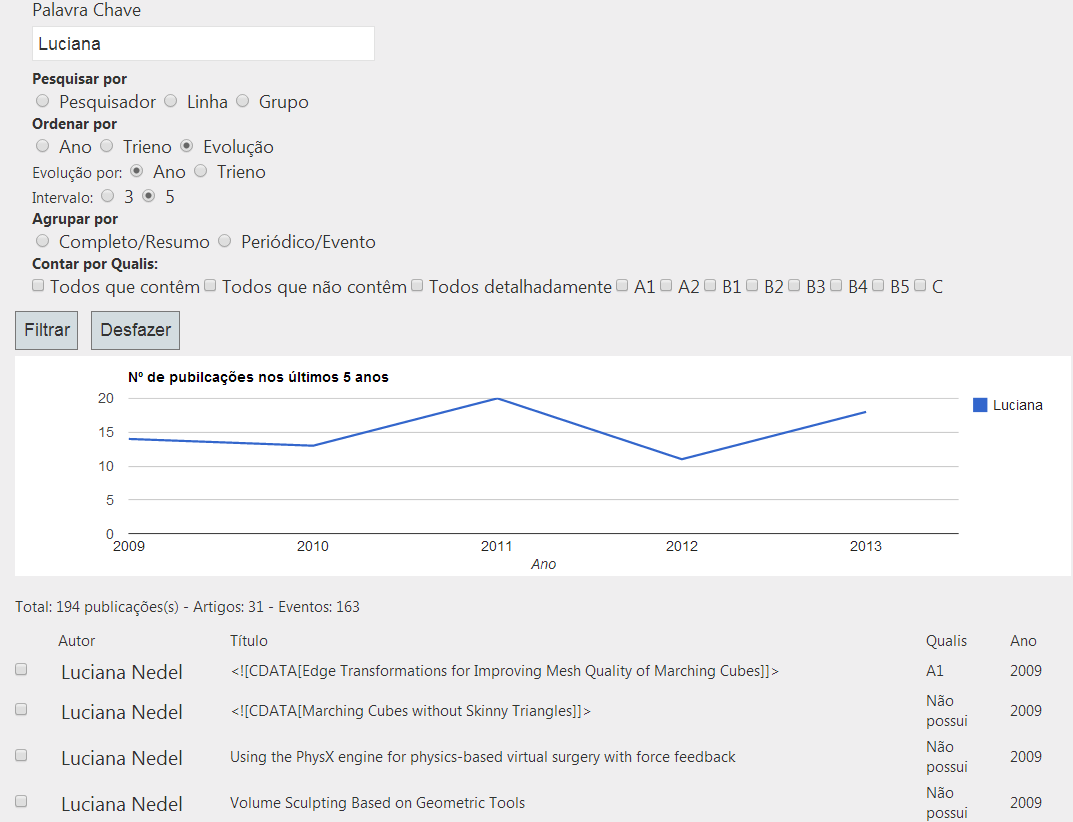 Palavra Chave
Luciana
Pesquisar por
Pesquisador Linha Grupo
Ordenar por
Ano Trieno Evolução
Evolução por: Ano Trieno
Intervalo: 3 5
Agrupar por
Completo/Resumo Periódico/Evento
Contar por Qualis:
Todos que contêm Todos que não contêm Todos detalhadamente A1 A2 B1 B2 B3 B4 B5 C
Filtrar Desfazer
Nº de pubilcações nos últimos 5 anos
20
Luciana
15
10
5
0
2009 2010 2011 2012 2013
Ano
Total: 194 publicações(s) - Artigos: 31 - Eventos: 163
Autor Título Qualis Ano
Luciana Nedel <![CDATA[Edge Transformations for Improving Mesh Quality of Marching Cubes]]> A1 2009
Luciana Nedel <![CDATA[Marching Cubes without Skinny Triangles]]> Não possui 2009
Luciana Nedel Using the PhysX engine for physics-based virtual surgery with force feedback Não possui 2009
Luciana Nedel Volume Sculpting Based on Geometric Tools Não possui 2009